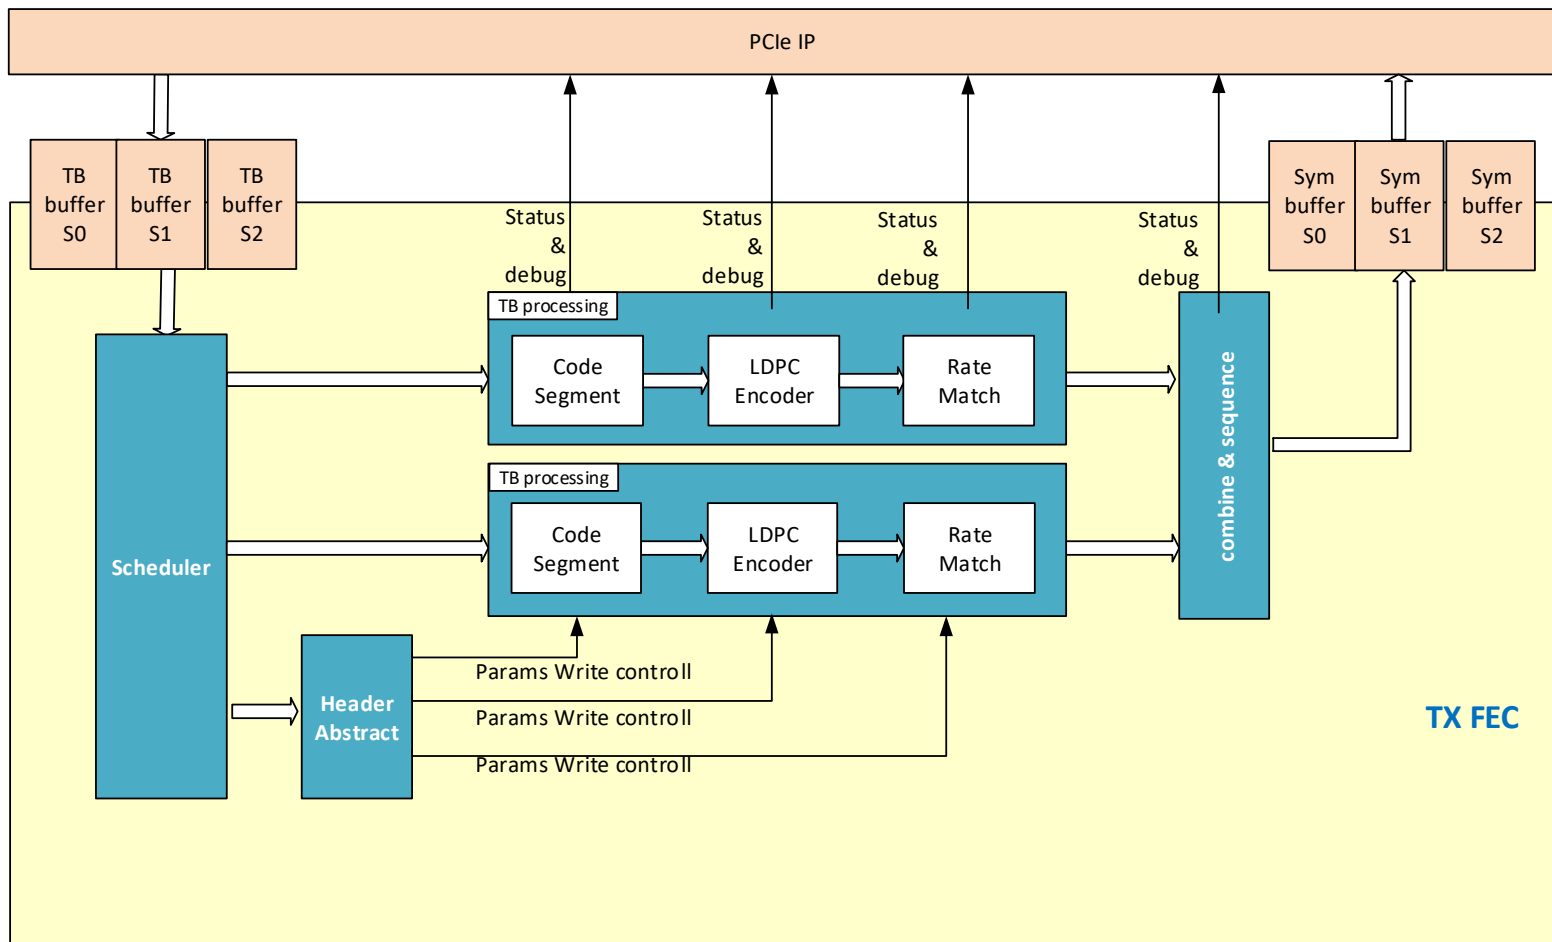 PCIe IP
TB
buffer
S0
TB
buffer
S1
TB
buffer
S2
Sym
buffer
S0
Sym
buffer
S1
Sym
buffer
S2
Status
&
debug
Status
&
debug
Status
&
debug
Status
&
debug
TB processing
Code
Segment
LDPC
Encoder
Rate
Match
TB processing
Code
Segment
LDPC
Encoder
Rate
Match
combine & sequence
Scheduler
Header
Abstract
Params Write controll
Params Write controll
Params Write controll
TX FEC